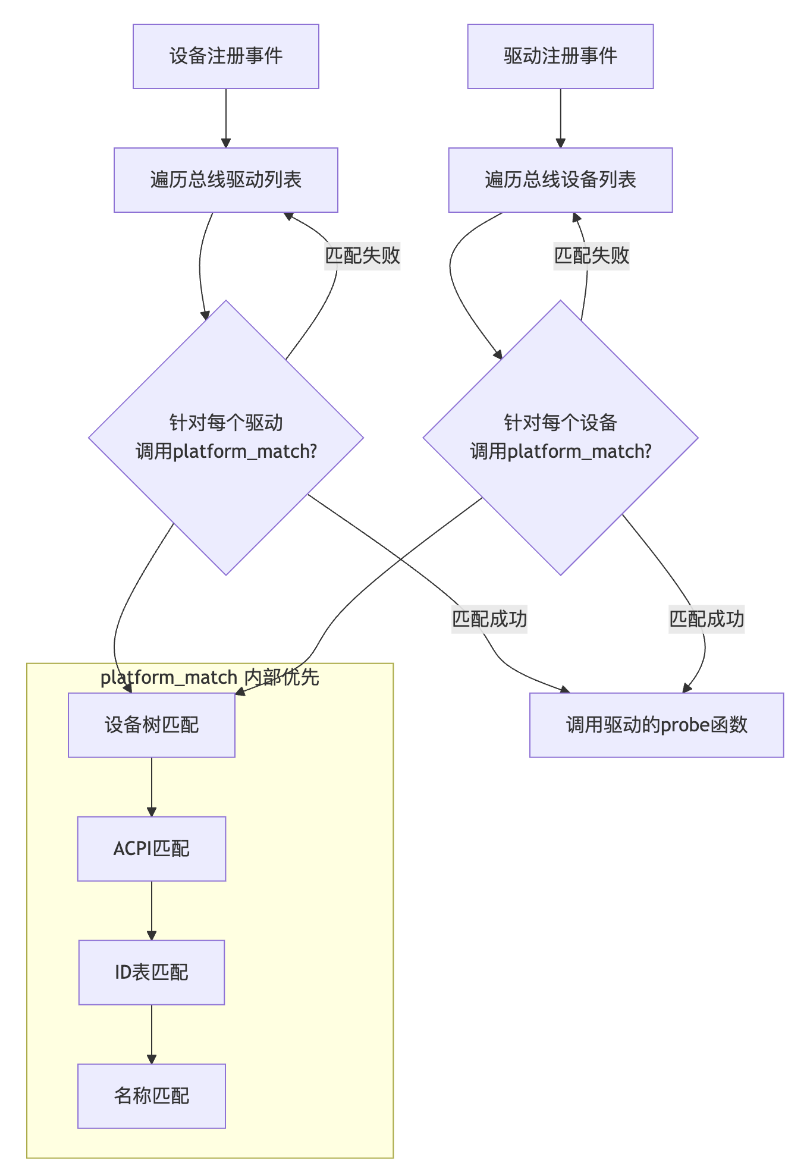 设备注册事件
驱动注册事件
遍历总线驱动列表
遍历总线设备列表
匹配失败
匹配失败
针对每个驱动
调用platform_match?
针对每个设备
调用platform_match?
匹配成功
匹配成功
platform_match 内部优先
设备树匹配
调用驱动的probe函数
ACPI匹配
ID表匹配
名称匹配